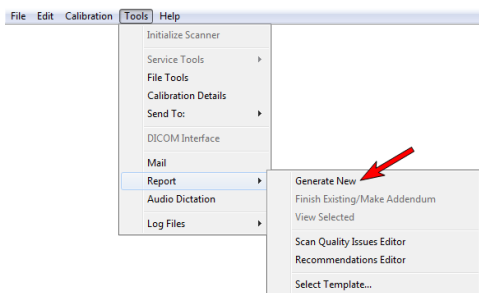 File Edit Calibration Tools Help
Initialize Scanner
Service Tools
File Tools
Calibration Details
Send To:
DICOM Interface
Mail
Report
Audio Dictation
Log Files
Generate New
Finish Existing/Make Addendum
View Selected
Scan Quality Issues Editor
Recommendations Editor
Select Template...